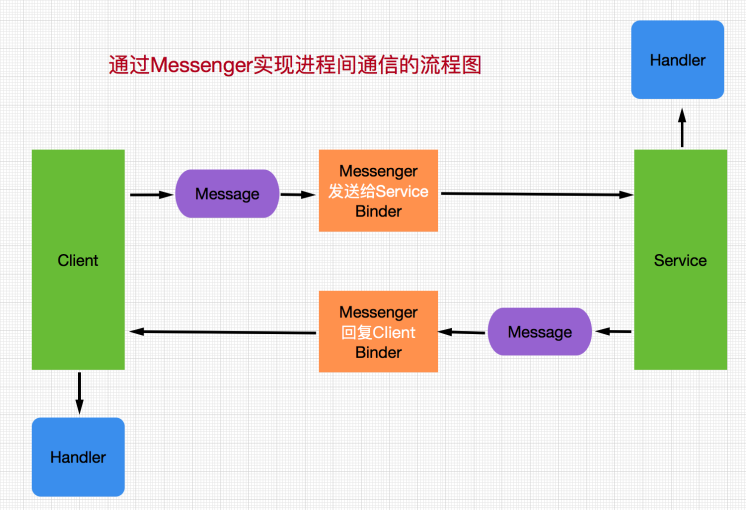 通过Messenger实现进程间通信的流程图
Handler
Client
Message
Messenger
发送给Service
Binder
Service
Messenger
回复Client
Binder
Message
Handler